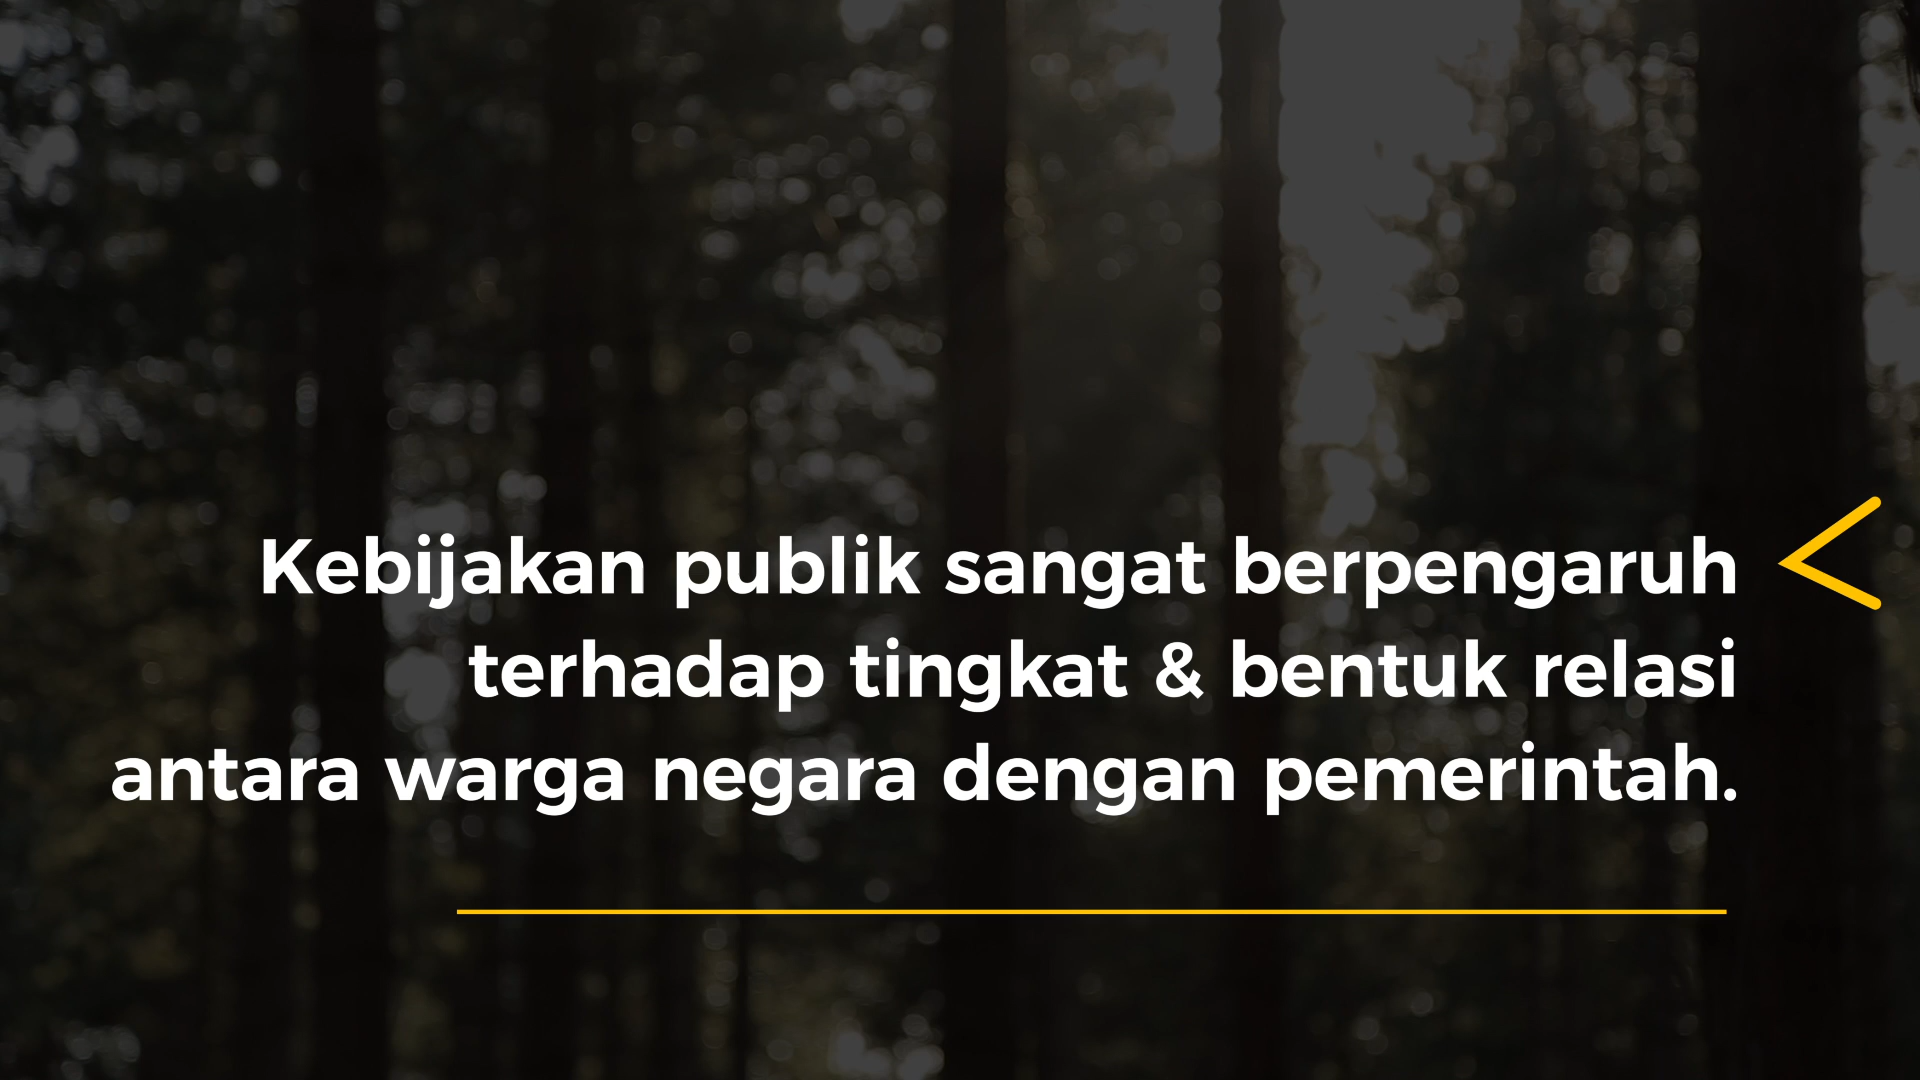 Kebijakan publik sangat berpengaruh
terhadap tingkat & bentuk relasi
antara warga negara dengan pemerintah.